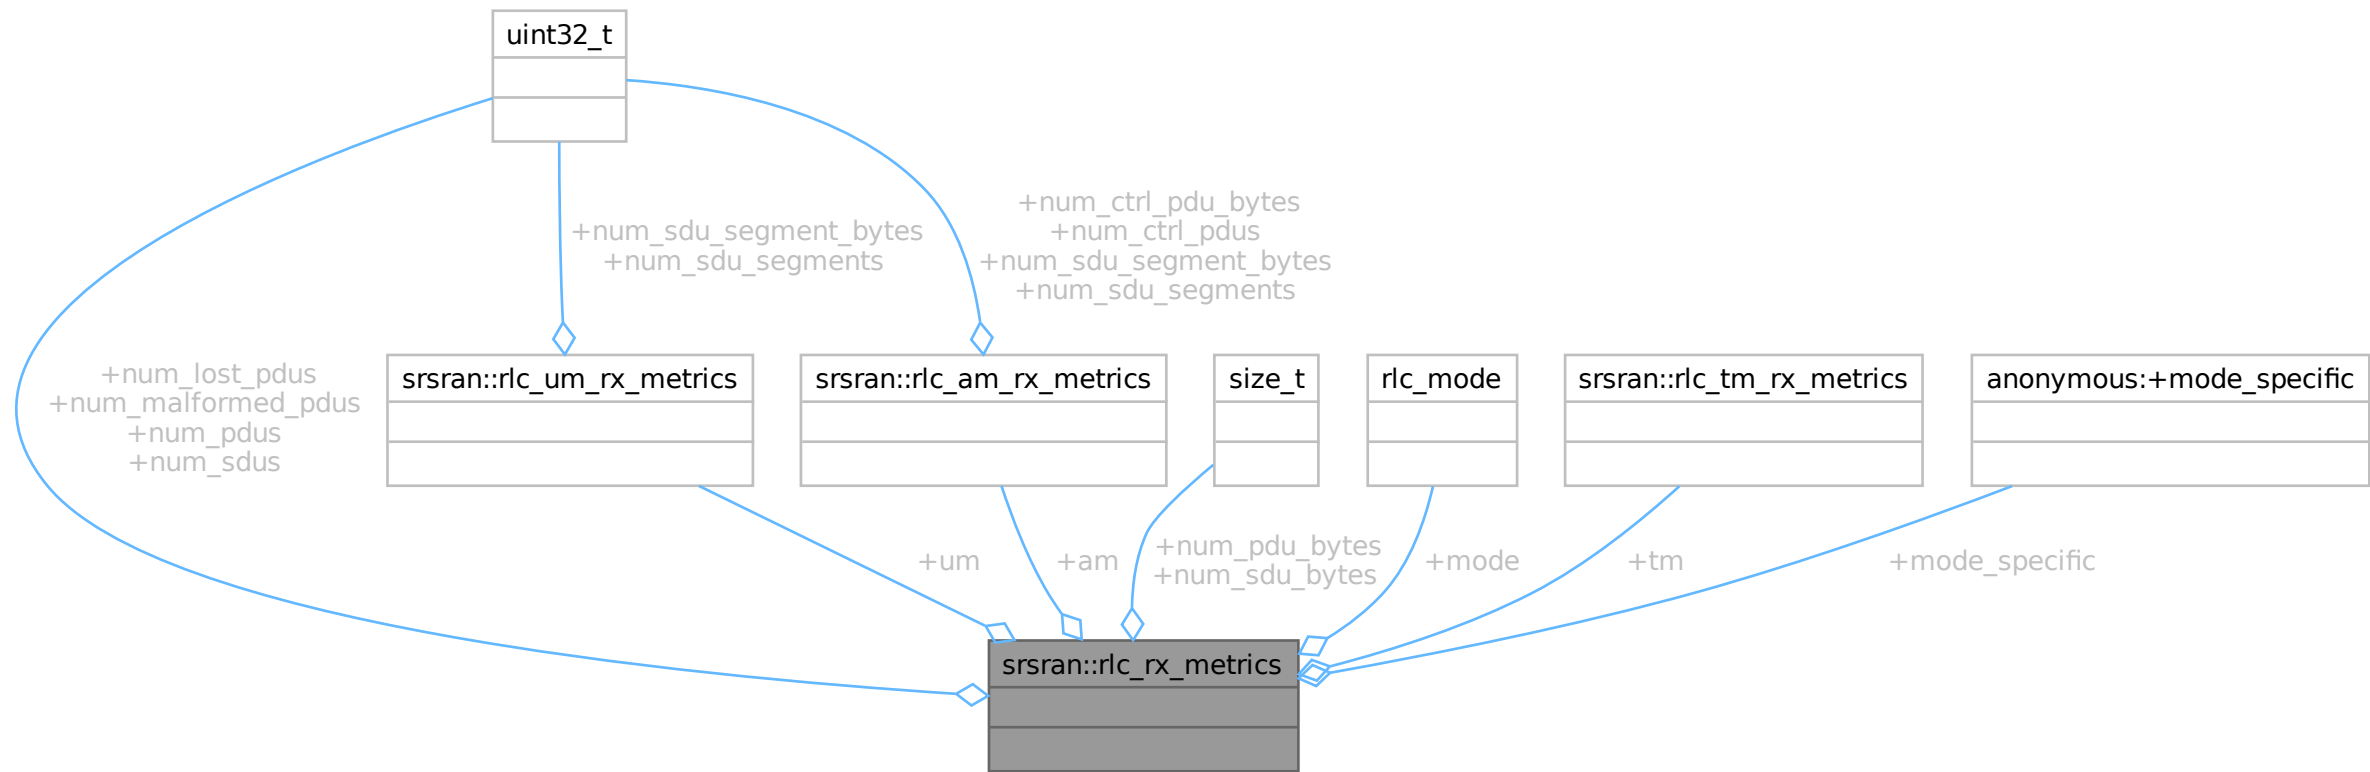 uint32_t
+num_ctrl_pdu_bytes
+num_ctrl_pdus
+num_sdu_segment_bytes
+num_sdu_segments
+num_sdu_segment_bytes
+num_sdu_segments
+num_lost_pdus
+num_malformed_pdus
+num_pdus
+num_sdus
srsran::rlc_um_rx_metrics
srsran::rlc_am_rx_metrics
size_t
rlc_mode
srsran::rlc_tm_rx_metrics
anonymous:+mode_specific
+um
+am
+num_pdu_bytes
+num_sdu_bytes
+mode
+tm
+mode_specific
srsran::rlc_rx_metrics